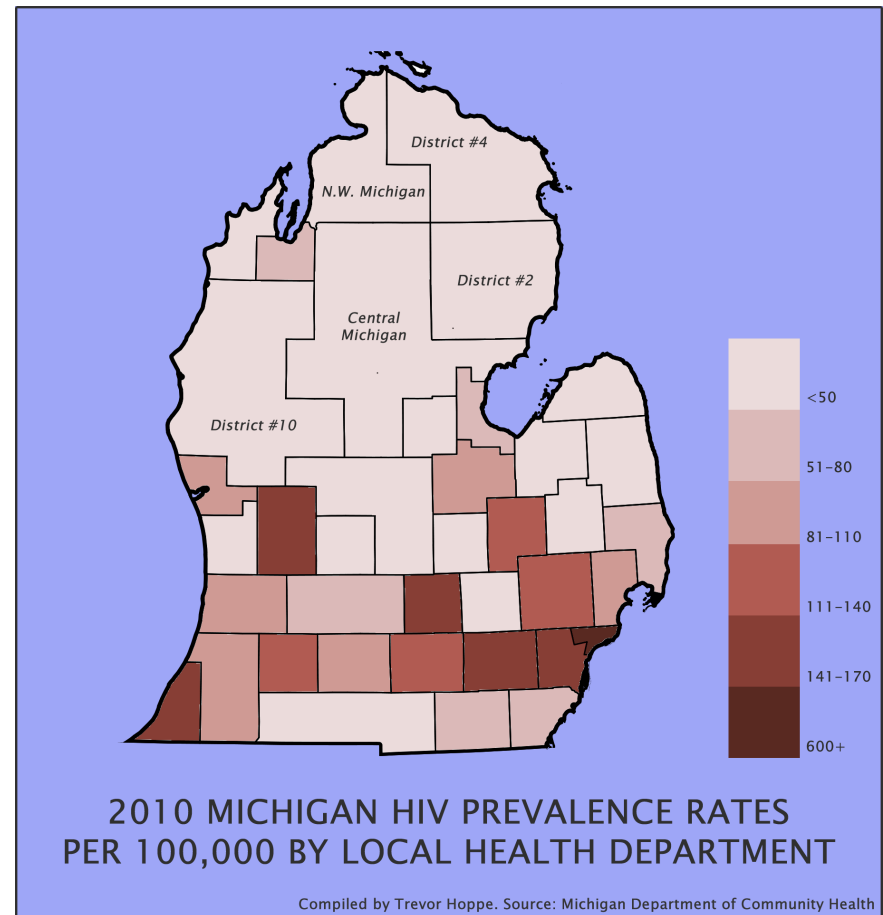 District #4
N.W. Michigan
District #2
Central
Michigan
District #10
<50
51–80
81–110
111–140
141–170
600+
2010 MICHIGAN HIV PREVALENCE RATES
PER 100,000 BY LOCAL HEALTH DEPARTMENT
Compiled by Trevor Hoppe. Source: Michigan Department of Community Health